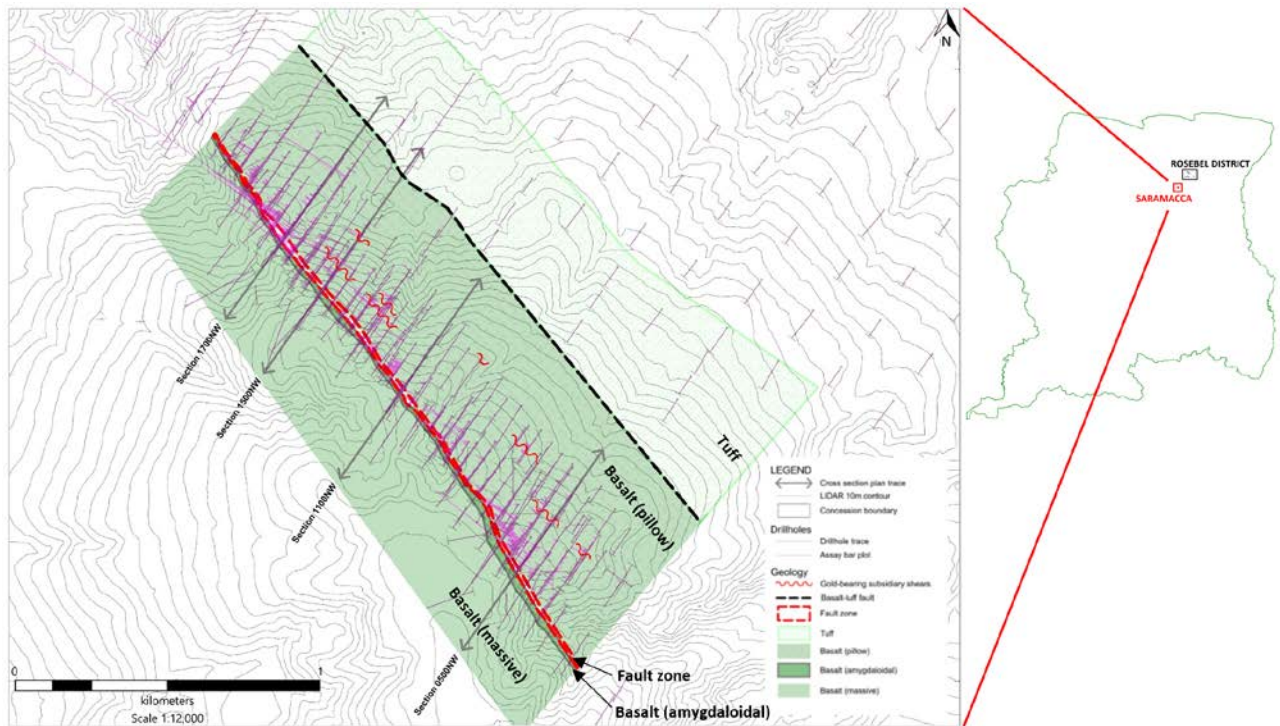 N
ROSEBEL DISTRICT
SARAMACCA
Section 1700NW
Section 1500NW
Section 1100NW
Section 0500NW
Tuff
Basalt (pillow)
Basalt (massive)
Fault zone
Basalt (amygdaloidal)
0 1
kilometers
Scale 1:12,000
LEGEND
Cross section plan trace
LiDAR 10m contour
Concession boundary
Drillholes
Drillhole trace
Assay bar plot
Geology
Gold-bearing subsidiary shears
Basalt-tuff fault
Fault zone
Tuff
Basalt (pillow)
Basalt (amygdaloidal)
Basalt (massive)